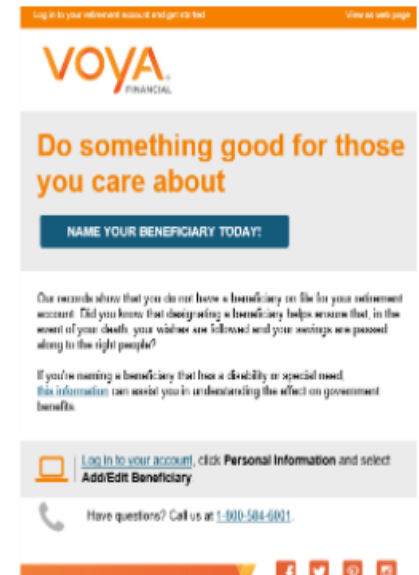 Log in to your retirement account and get started
View as web page
VOYA
FINANCIAL
Do something good for those
you care about
NAME YOUR BENEFICIARY TODAY!
Our records show that you do not have a beneficiary on file for your retirement
account. Did you know that designating a beneficiary helps ensure that, in the
event of your death, your wishes are followed and your savings are passed
along to the right people?
If you're naming a beneficiary that has a disability or special need,
this information can assist you in understanding the effect on government
benefits.
Log in to your account, click Personal Information and select
Add/Edit Beneficiary
Have questions? Call us at 1-800-584-6001.